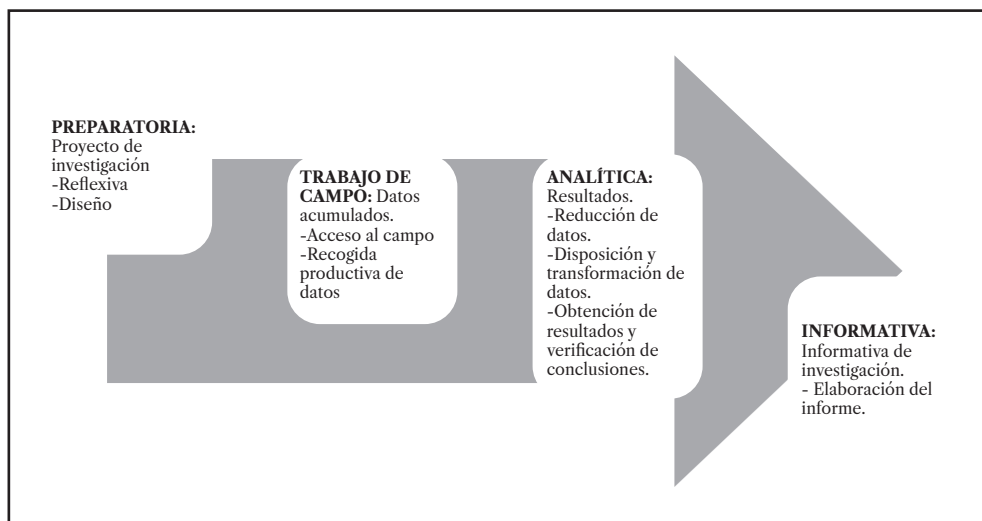 PREPARATORIA:
Proyecto de
investigación
-Reflexiva
-Diseño
TRABAJO DE
CAMPO: Datos
acumulados.
-Acceso al campo
-Recogida
productiva de
datos
ANALÍTICA:
Resultados.
-Reducción de
datos.
-Disposición y
transformación de
datos.
-Obtención de
resultados y
verificación de
conclusiones.
INFORMATIVA:
Informativa de
investigación.
- Elaboración del
informe.